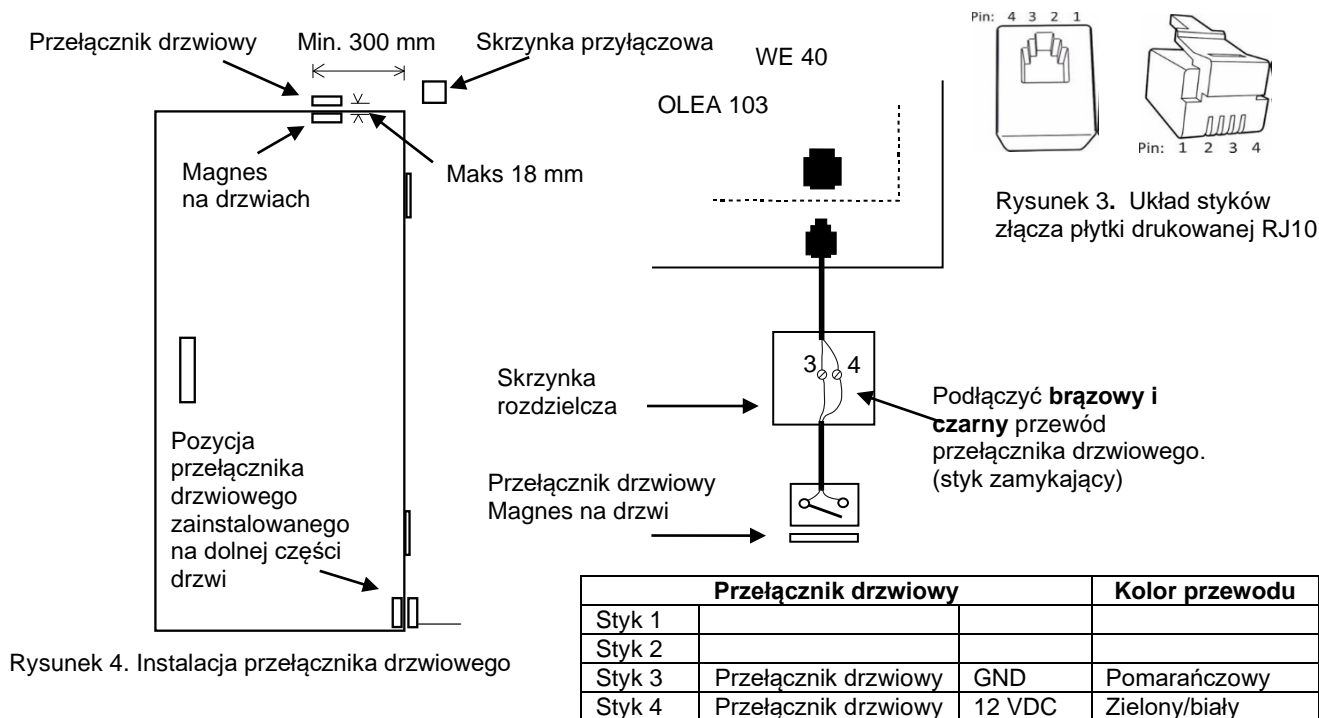 Przełącznik drzwiowy
Min. 300 mm
Skrzynka przyłączowa
Magnes
na drzwiach
Maks 18 mm
Pozycja
przełącznika
drzwiowego
zainstalowanego
na dolnej części
drzwi
Rysunek 4. Instalacja przełącznika drzwiowego
WE 40
OLEA 103
Skrzynka
rozdzielcza
3 4
Podłączyć brązowy i
czarny przewód
przełącznika drzwiowego.
(styk zamykający)
Przełącznik drzwiowy
Magnes na drzwi
Pin: 4 3 2 1
Pin: 1 2 3 4
Rysunek 3. Układ styków
złącza płytki drukowanej RJ10
Przełącznik drzwiowy Kolor przewodu
Styk 1
Styk 2
Styk 3 Przełącznik drzwiowy GND Pomarańczowy
Styk 4 Przełącznik drzwiowy 12 VDC Zielony/biały